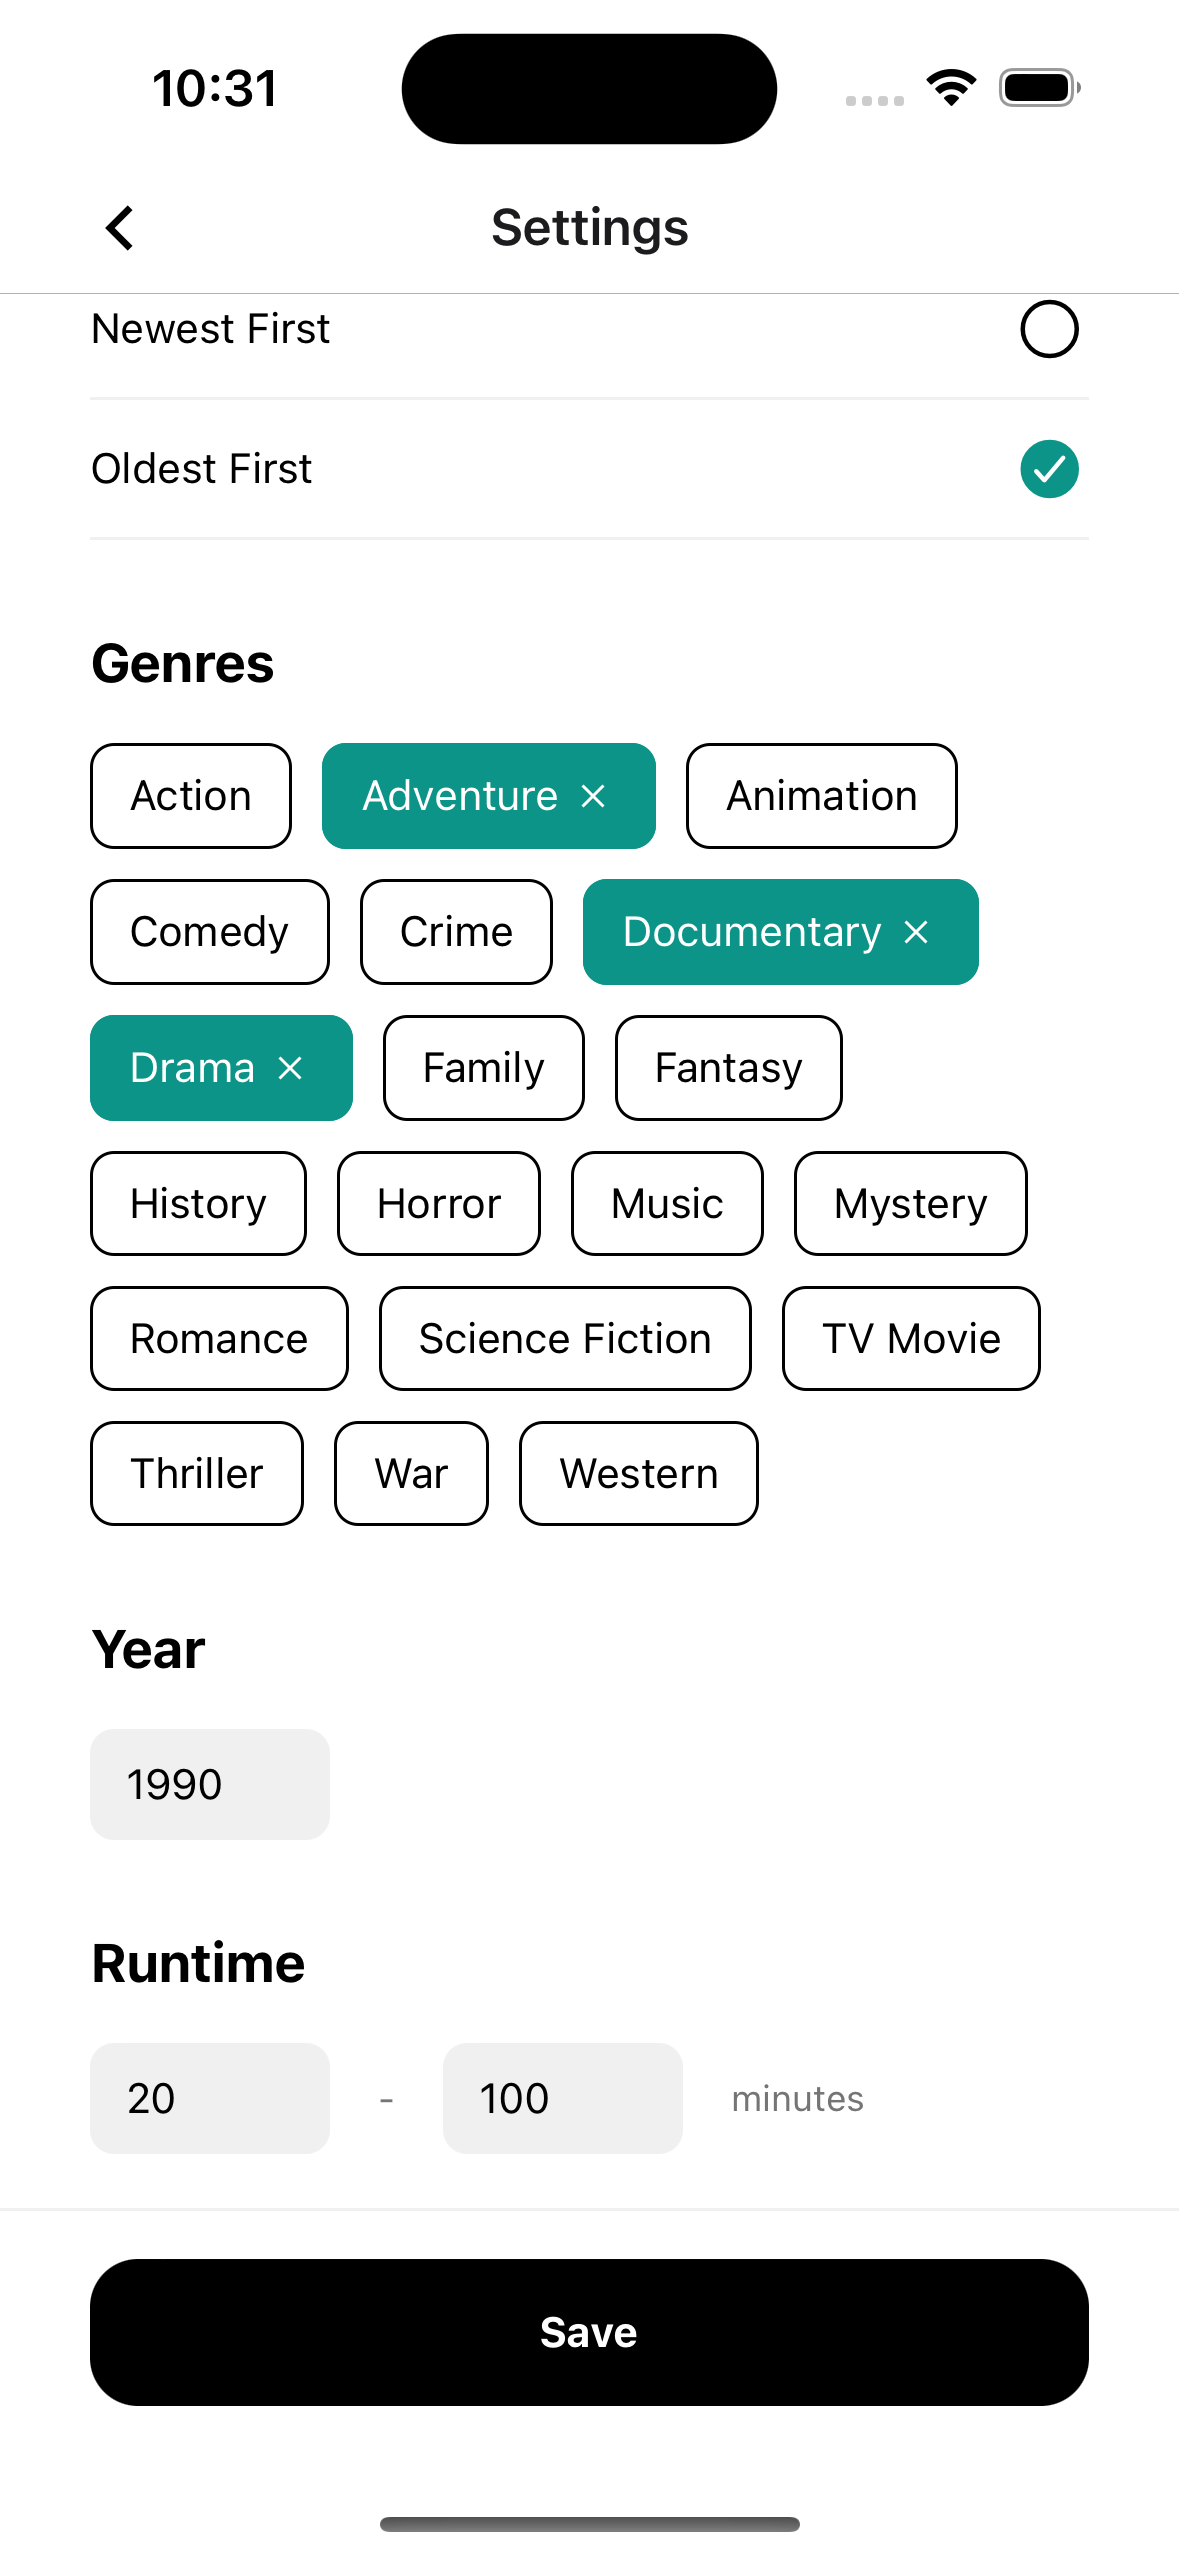 10:31
Settings
Newest First
Oldest First
Genres
Action Adventure Animation
Comedy Crime Documentary
Drama Family Fantasy
History Horror Music Mystery
Romance Science Fiction TV Movie
Thriller War Western
Year
1990
Runtime
20 - 100 minutes
Save